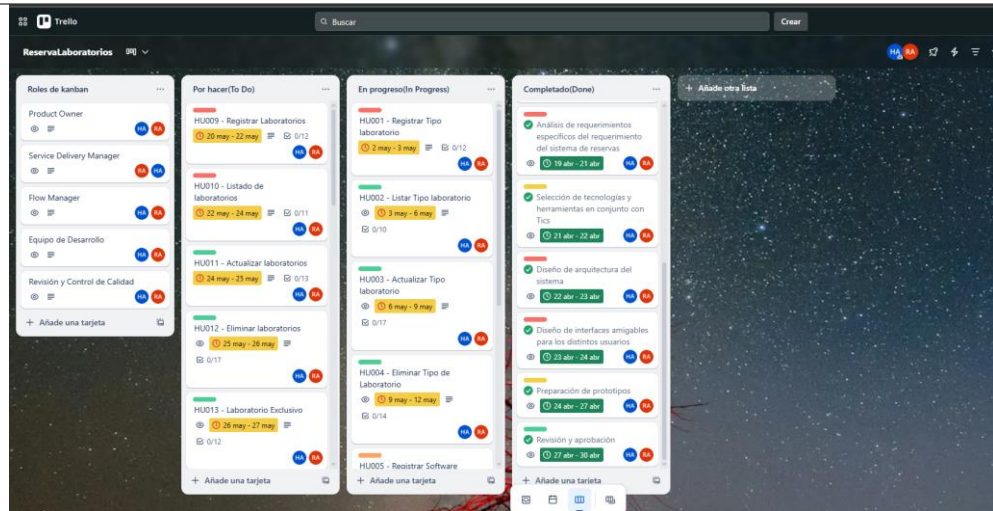 Trello
Buscar
Crear
ReservaLaboratorios
HA RA
Roles de kanban
Product Owner
HA RA
Service Delivery Manager
RA HA
Flow Manager
HA RA
Equipo de Desarrollo
HA RA
Revisión y Control de Calidad
HA RA
+ Añade una tarjeta
Por hacer(To Do)
HU009 - Registrar Laboratorios
20 may - 22 may 0/12
HA RA
HU010 - Listado de
laboratorios
22 may - 24 may 0/11
HA RA
HU011 - Actualizar laboratorios
24 may - 25 may 0/13
HA RA
HU012 - Eliminar laboratorios
25 may - 26 may
0/17
HA RA
HU013 - Laboratorio Exclusivo
26 may - 27 may
0/12
HA RA
+ Añade una tarjeta
En progreso(In Progress)
HU001 - Registrar Tipo
laboratorio
2 may - 3 may 0/12
HA RA
HU002 - Listar Tipo laboratorio
3 may - 6 may
0/10
HA RA
HU003 - Actualizar Tipo
laboratorio
6 may - 9 may
0/17
HA RA
HU004 - Eliminar Tipo de
Laboratorio
9 may - 12 may
0/14
HA RA
HU005 - Registrar Software
+ Añade una tarjeta
Completado(Done)
Análisis de requerimientos
específicos del requerimiento
del sistema de reservas
19 abr - 21 abr HA RA
Selección de tecnologías y
herramientas en conjunto con
Tics
21 abr - 22 abr HA RA
Diseño de arquitectura del
sistema
22 abr - 23 abr HA RA
Diseño de interfaces amigables
para los distintos usuarios
23 abr - 24 abr HA RA
Preparación de prototipos
24 abr - 27 abr HA RA
Revisión y aprobación
27 abr - 30 abr HA RA
+ Añade una tarjeta
+ Añade otra lista